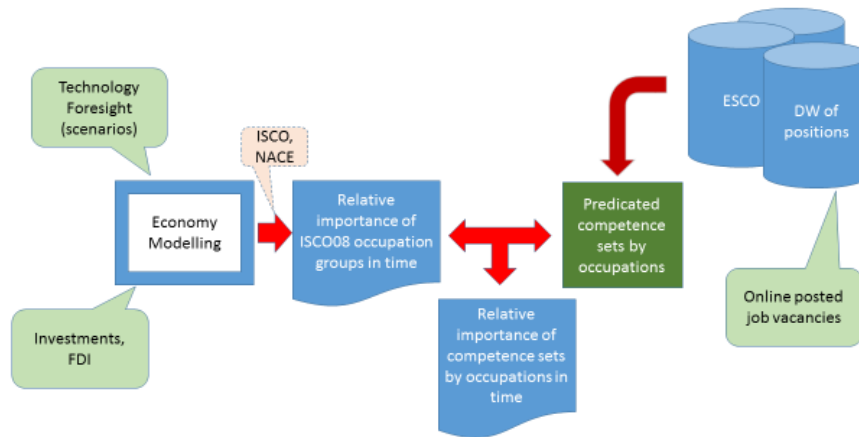 Technology
Foresight
(scenarios)
ISCO,
NACE
ESCO
DW of
positions
Economy
Modelling
Relative
importance of
ISCO08 occupation
groups in time
Predicated
competence
sets by
occupations
Investments,
FDI
Relative
importance of
competence sets
by occupations in
time
Online posted
job vacancies